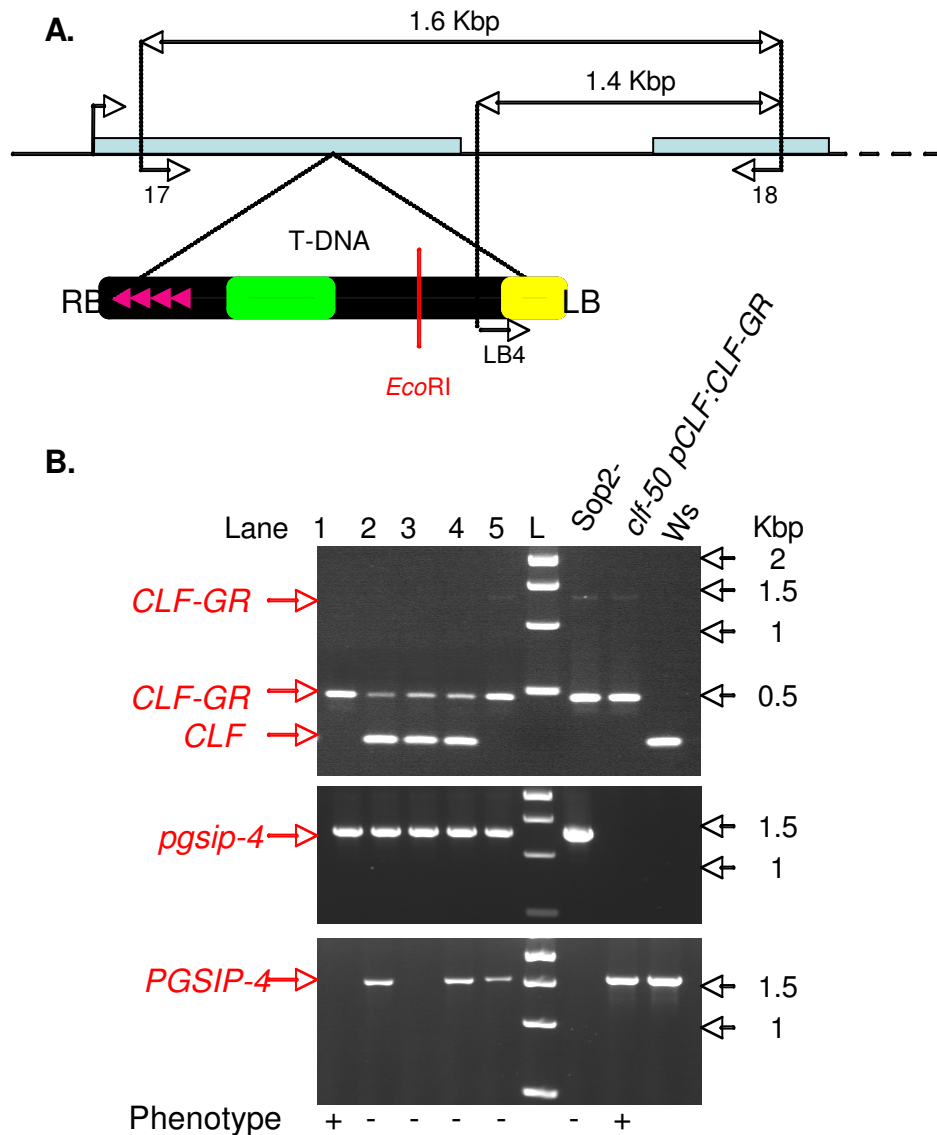 A.
1.6 Kbp
1.4 Kbp
17
18
T-DNA
RB
LB
LB4
EcoRI
B.
Sop2-
clf-50 pCLF:CLF-GR
Ws
Lane 1 2 3 4 5 L
Kbp
2
CLF-GR
1.5
1
CLF-GR
0.5
CLF
pgsip-4
1.5
1
PGSIP-4
1.5
1
Phenotype + - - - - - +